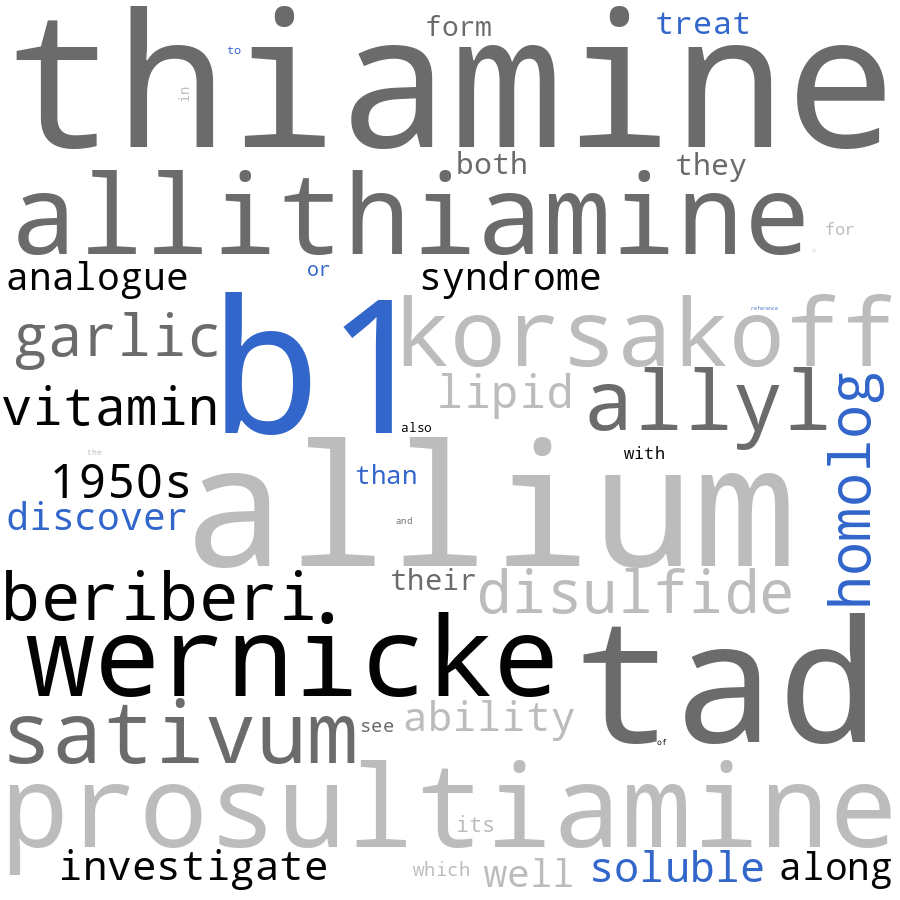 thiamine
form
treat
to
in
both
they
allithiamine
for
analogue
or
syndrome
b1
korsakoff
reference
garlic
lipid
allyl
homolog
vitamin
also
with
the
1950s
than
allium
discover
and
beriberi
their
disulfide
wernicke
tad
of
sativum
see
ability
prosultiamine
its
investigate
which
well
soluble
along